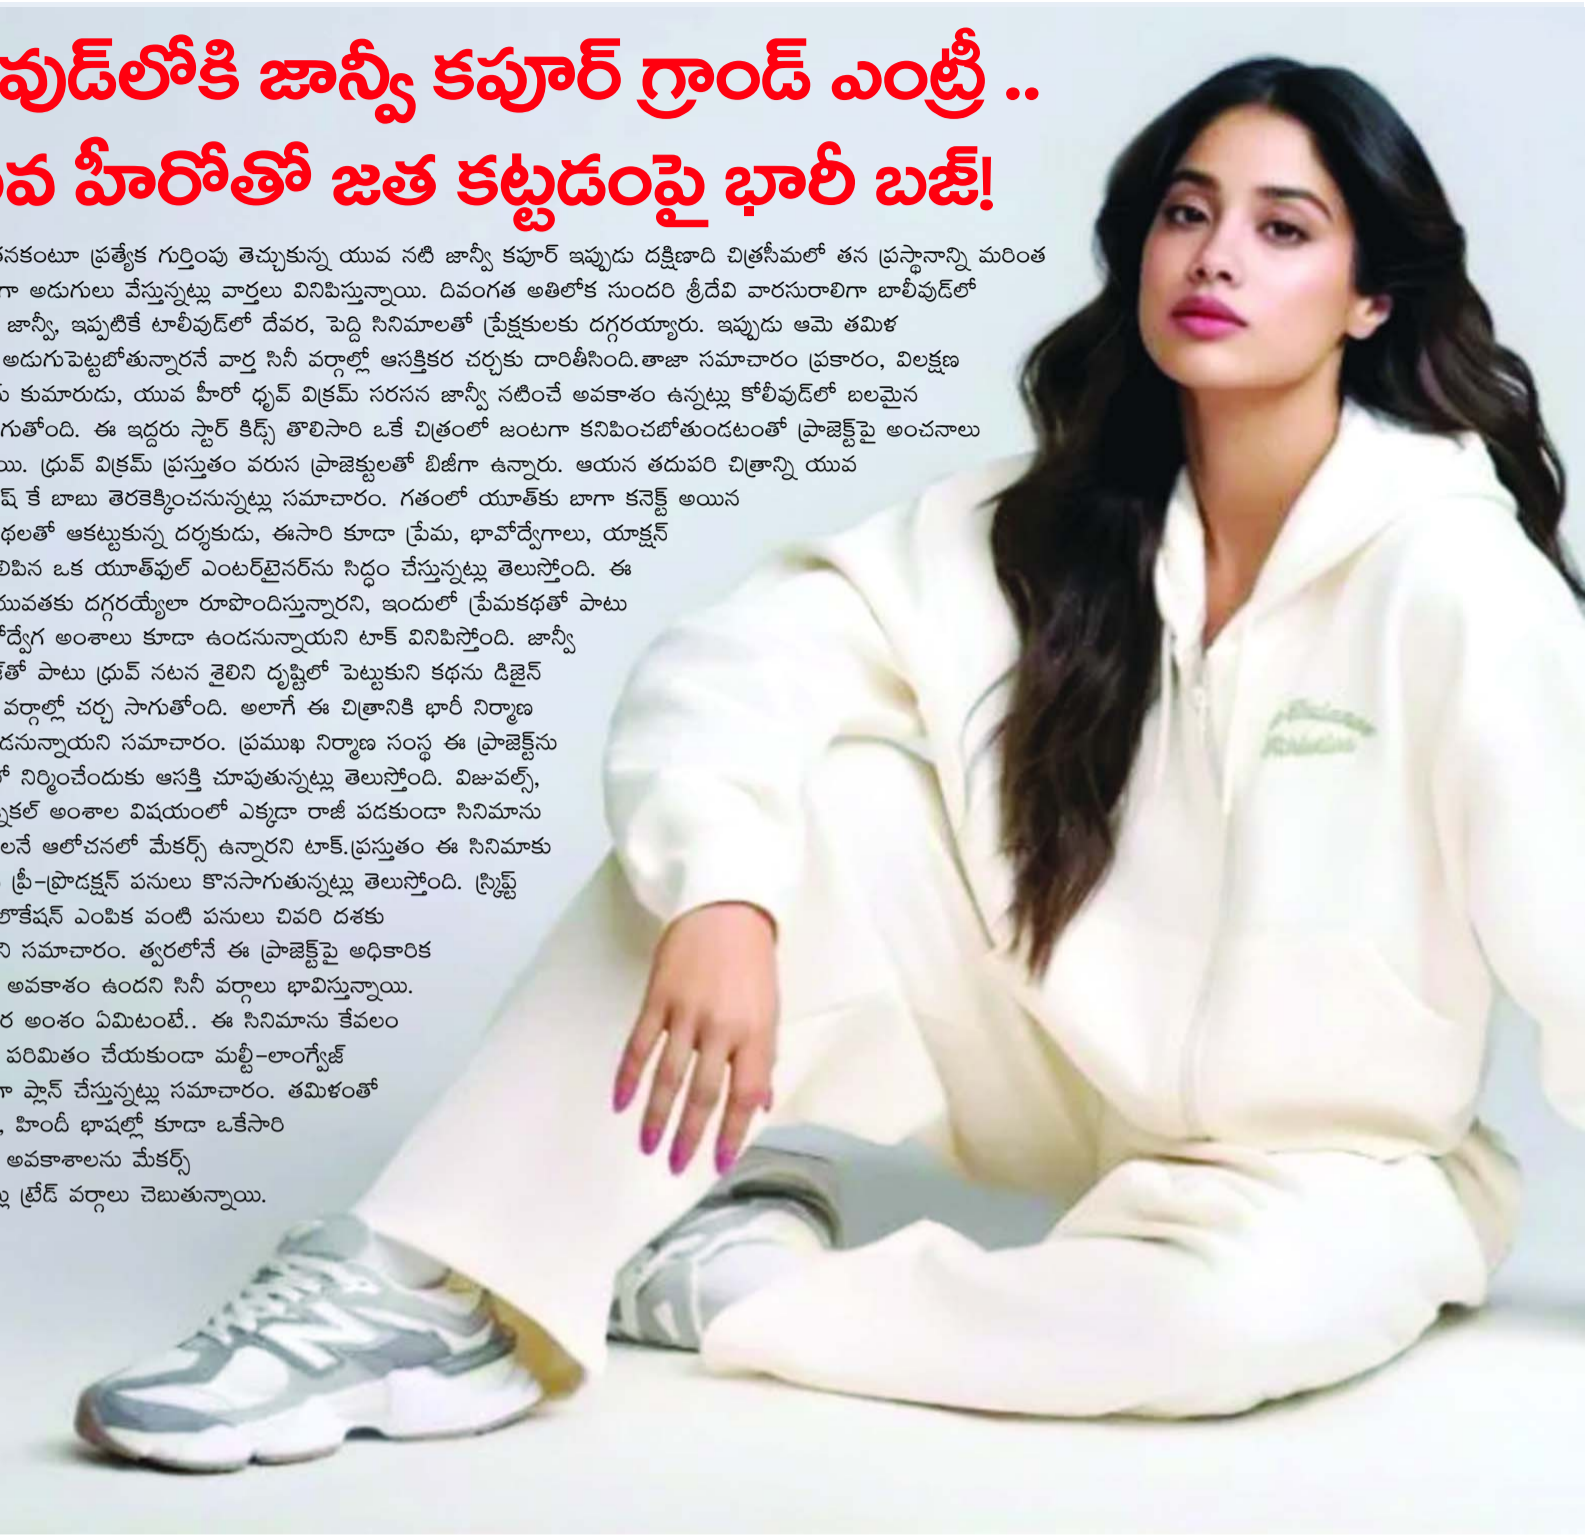 వుడ్‌లోకి జాన్వీ కపూర్ గ్రాండ్ ఎంట్రీ ..
వ హీరోతో జత కట్టడంపై భారీ బజ్!
తనకంటూ ప్రత్యేక గుర్తింపు తెచ్చుకున్న యువ నటి జాన్వీ కపూర్ ఇప్పుడు దక్షిణాది చిత్రసీమలో తన ప్రస్థానాన్ని మరింత
గా అడుగులు వేస్తున్నట్లు వార్తలు వినిపిస్తున్నాయి. దివంగత అతిలోక సుందరి శ్రీదేవి వారసురాలిగా బాలీవుడ్‌లో
జాన్వీ, ఇప్పటికే టాలీవుడ్‌లో దేవర, పెద్ది సినిమాలతో ప్రేక్షకులకు దగ్గరయ్యారు. ఇప్పుడు ఆమె తమిళ
అడుగుపెట్టబోతున్నారనే వార్త సినీ వర్గాల్లో ఆసక్తికర చర్చకు దారితీసింది.తాజా సమాచారం ప్రకారం, విలక్షణ
కుమారుడు, యువ హీరో ధృవ్ విక్రమ్ సరసన జాన్వీ నటించే అవకాశం ఉన్నట్లు కోలీవుడ్‌లో బలమైన
గుతోంది. ఈ ఇద్దరు స్టార్ కిడ్స్ తొలిసారి ఒకే చిత్రంలో జంటగా కనిపించబోతుండటంతో ప్రాజెక్ట్‌పై అంచనాలు
యి. ధ్రువ్ విక్రమ్ ప్రస్తుతం వరుస ప్రాజెక్టులతో బిజీగా ఉన్నారు. ఆయన తదుపరి చిత్రాన్ని యువ
ష్ కే బాబు తెరకెక్కించనున్నట్లు సమాచారం. గతంలో యూత్‌కు బాగా కనెక్ట్ అయిన
థలతో ఆకట్టుకున్న దర్శకుడు, ఈసారి కూడా ప్రేమ, భావోద్వేగాలు, యాక్షన్
లిపిన ఒక యూత్‌ఫుల్ ఎంటర్‌టైనర్‌ను సిద్ధం చేస్తున్నట్లు తెలుస్తోంది. ఈ
యువతకు దగ్గరయ్యేలా రూపొందిస్తున్నారని, ఇందులో ప్రేమకథతో పాటు
ోద్వేగ అంశాలు కూడా ఉండనున్నాయని టాక్ వినిపిస్తోంది. జాన్వీ
తో పాటు ధ్రువ్ నటన శైలిని దృష్టిలో పెట్టుకుని కథను డిజైన్
వర్గాల్లో చర్చ సాగుతోంది. అలాగే ఈ చిత్రానికి భారీ నిర్మాణ
డనున్నాయని సమాచారం. ప్రముఖ నిర్మాణ సంస్థ ఈ ప్రాజెక్ట్‌ను
నిర్మించేందుకు ఆసక్తి చూపుతున్నట్లు తెలుస్తోంది. విజువల్స్,
్నికల్ అంశాల విషయంలో ఎక్కడా రాజీ పడకుండా సినిమాను
లనే ఆలోచనలో మేకర్స్ ఉన్నారని టాక్.ప్రస్తుతం ఈ సినిమాకు
ప్రీ-ప్రొడక్షన్ పనులు కొనసాగుతున్నట్లు తెలుస్తోంది. స్క్రిప్ట్
లొకేషన్ ఎంపిక వంటి పనులు చివరి దశకు
ని సమాచారం. త్వరలోనే ఈ ప్రాజెక్ట్‌పై అధికారిక
అవకాశం ఉందని సినీ వర్గాలు భావిస్తున్నాయి.
ర అంశం ఏమిటంటే.. ఈ సినిమాను కేవలం
పరిమితం చేయకుండా మల్టీ-లాంగ్వేజ్
గా ప్లాన్ చేస్తున్నట్లు సమాచారం. తమిళంతో
, హిందీ భాషల్లో కూడా ఒకేసారి
అవకాశాలను మేకర్స్
్లు ట్రేడ్ వర్గాలు చెబుతున్నాయి.